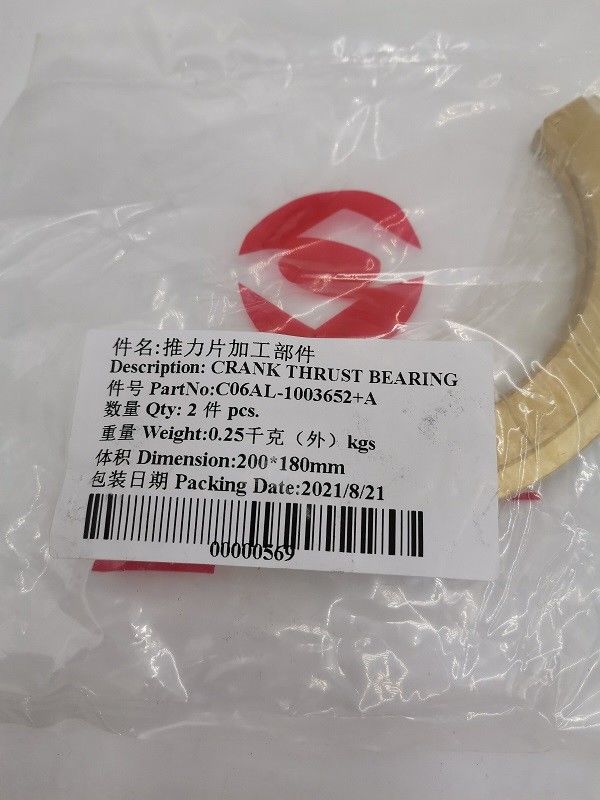 件名:推力片加工部件
Description: CRANK THRUST BEARING
件号 PartNo:C06AL-1003652+A
数量 Qty: 2 件 pcs.
重量 Weight:0.25千克（外）kgs
体积 Dimension:200*180mm
包装日期 Packing Date:2021/8/21
00000569